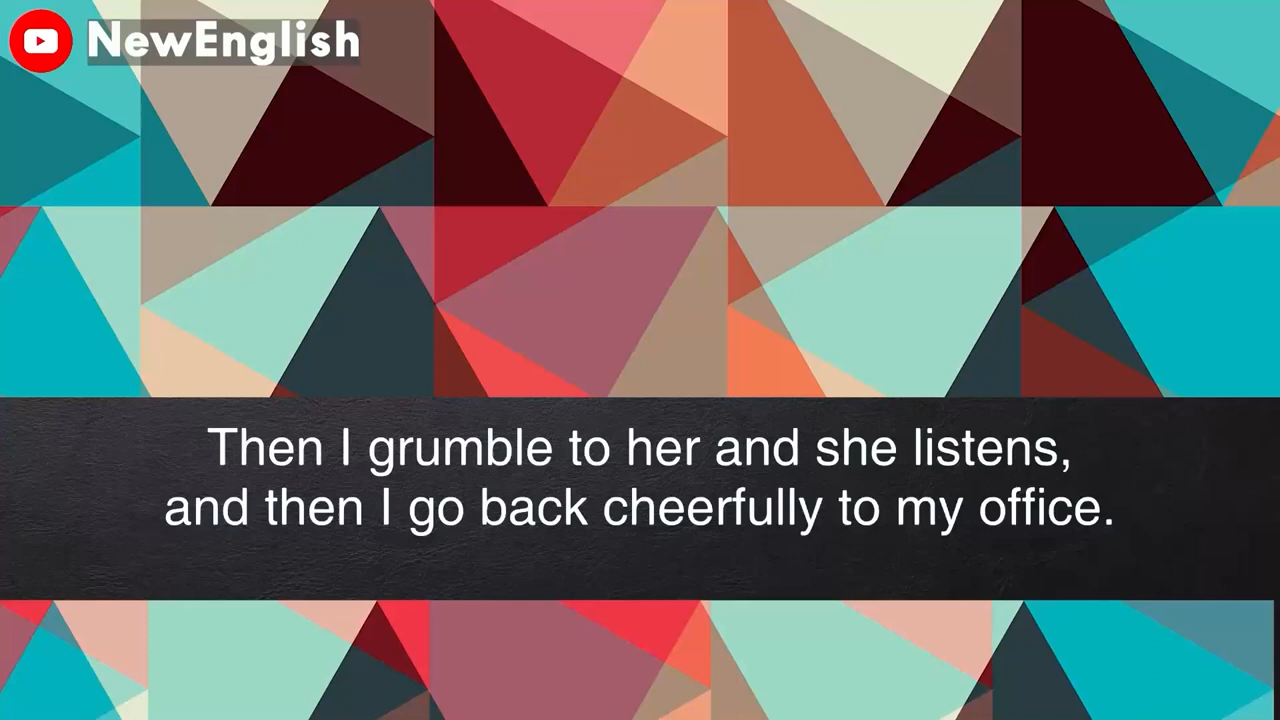 NewEnglish
Then I grumble to her and she listens,
and then I go back cheerfully to my office.